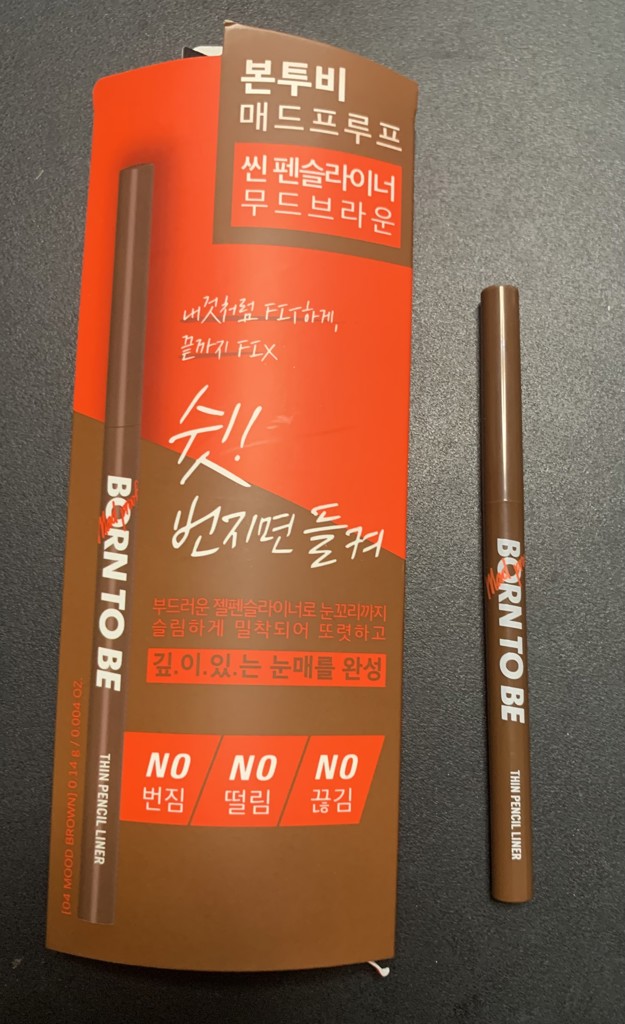 본투비
매드프루프
씬 펜슬라이너
무드브라운
내것처럼 FIT하게,
끝까지 FIX
쉿!
번지면 들켜
부드러운 젤펜슬라이너로 눈꼬리까지
슬림하게 밀착되어 또렷하고
깊.이.있.는 눈매를 완성
NO
번짐
NO
떨림
NO
끊김
BORN TO BE
THIN PENCIL LINER
[04 MOOD BROWN] 0.14 g / 0.004 OZ.
BORN TO BE
THIN PENCIL LINER